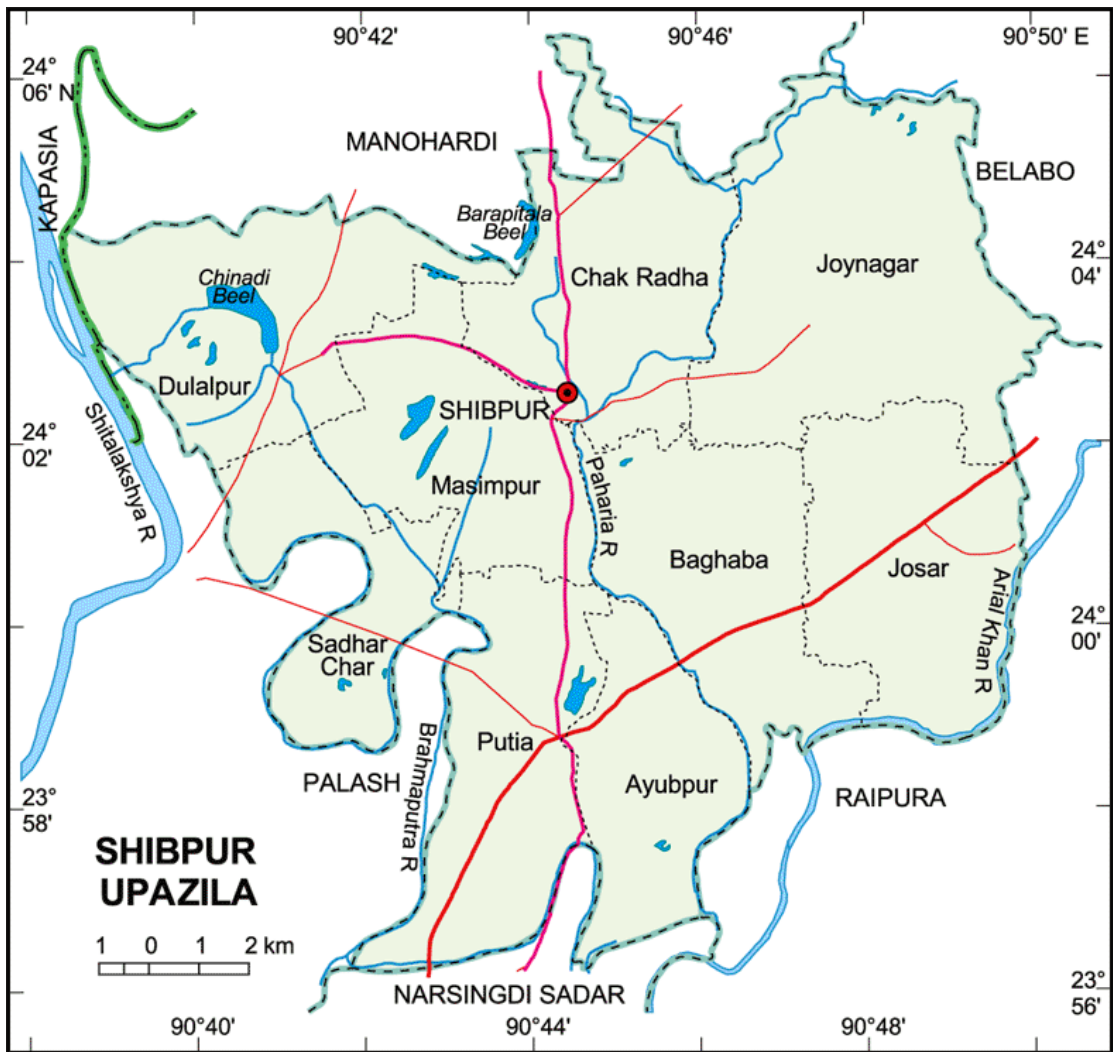 90°42'
90°46'
90°50' E
24°
06' N
KAPASIA
MANOHARDI
BELABO
Barapitala
Beel
Chinadi
Beel
Chak Radha
Joynagar
24°
04'
Dulalpur
SHIBPUR
24°
02'
Shitalakshya R
Masimpur
Paharia R
Baghaba
Josar
Arial Khan R
24°
00'
Sadhar
Char
Putia
Brahmaputra R
PALASH
Ayubpur
RAIPURA
23°
58'
SHIBPUR
UPAZILA
1 0 1 2 km
NARSINGDI SADAR
23°
56'
90°40'
90°44'
90°48'